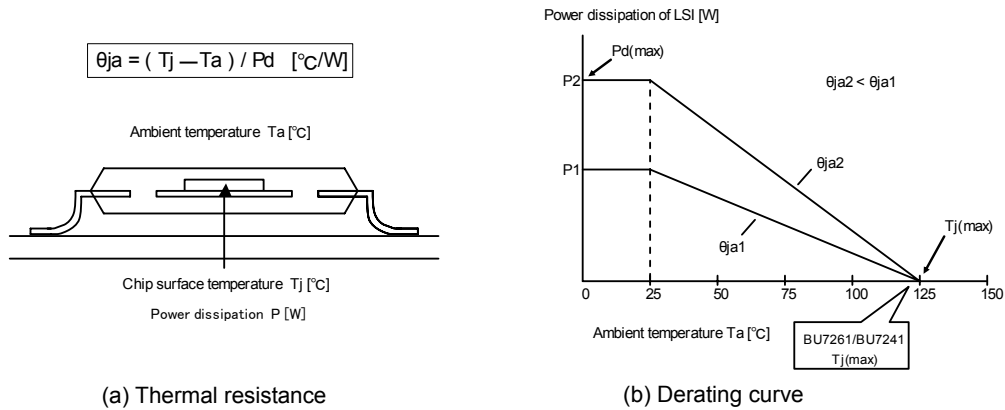 θja = ( Tj —Ta ) / Pd [℃/W]
Ambient temperature Ta [℃]
Chip surface temperature Tj [℃]
Power dissipation P [W]
(a) Thermal resistance
Power dissipation of LSI [W]
Pd(max)
P2
θja2 < θja1
θja2
P1
θja1
Tj(max)
0 25 50 75 100 125 150
Ambient temperature Ta [℃]
BU7261/BU7241
Tj(max)
(b) Derating curve